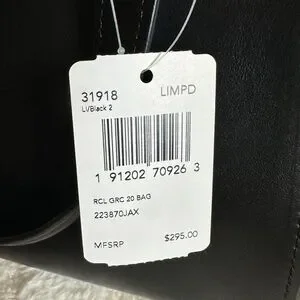 31918 LIMPD
LI/Black 2
1 91202 70926 3
RCL GRC 20 BAG
223870JAX
MFSRP $295.00